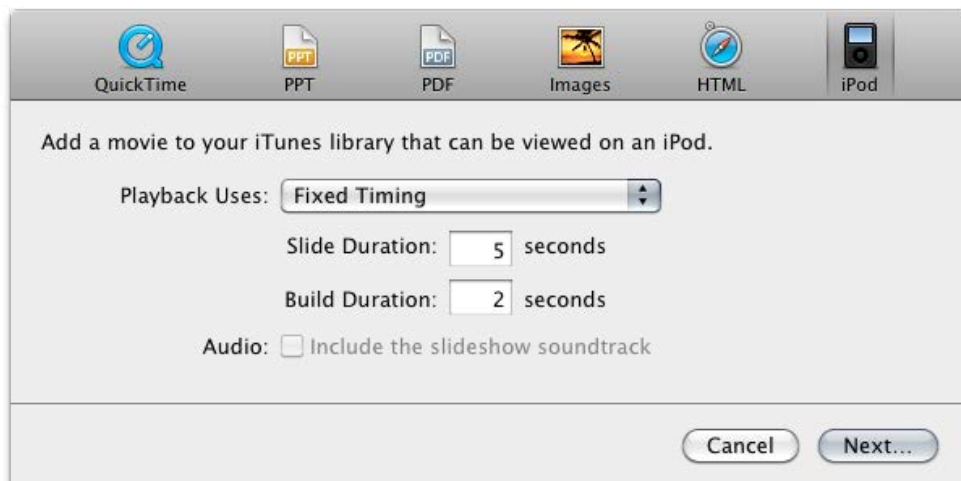 QuickTime PPT PDF Images HTML iPod
Add a movie to your iTunes library that can be viewed on an iPod.
Playback Uses: Fixed Timing
Slide Duration: 5 seconds
Build Duration: 2 seconds
Audio: Include the slideshow soundtrack
Cancel Next...